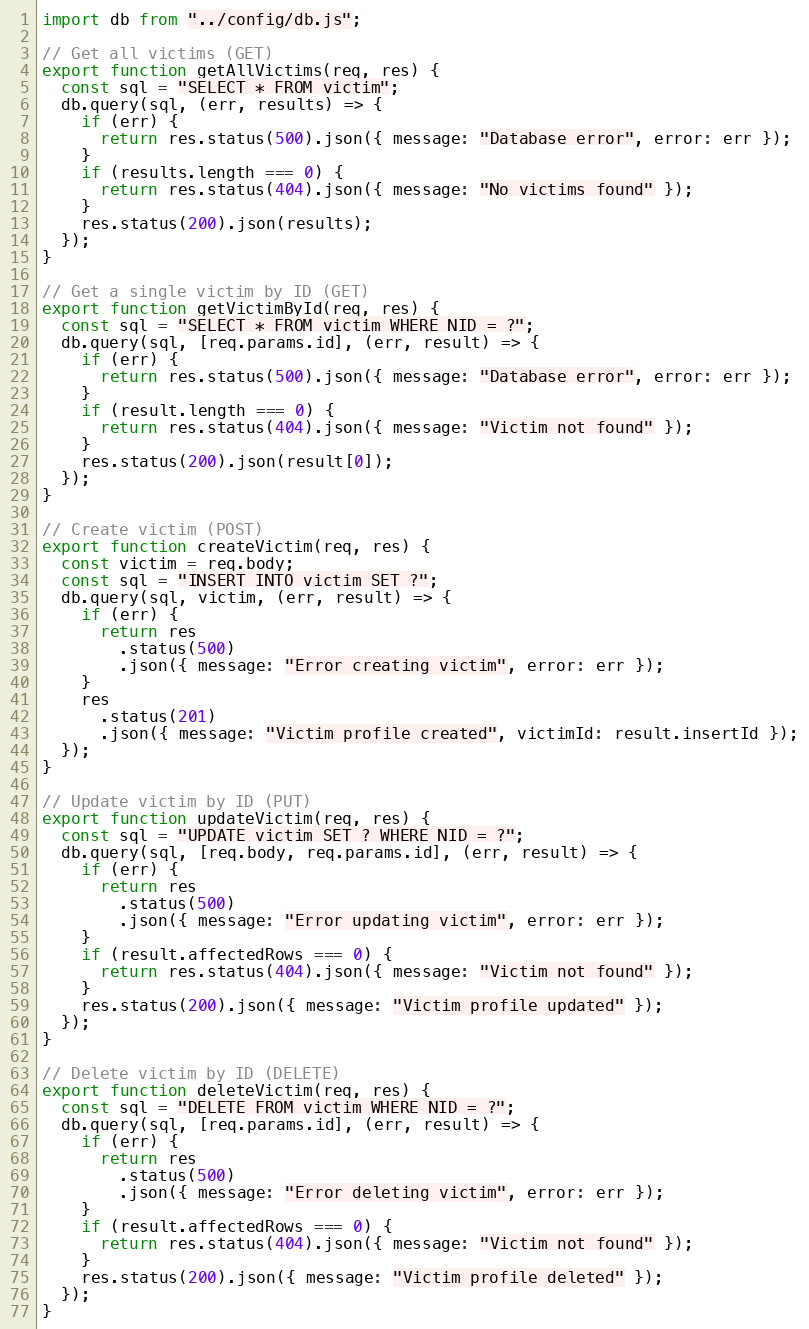 1 import db from "../config/db.js";
2
3 // Get all victims (GET)
4 export function getAllVictims(req, res) {
5   const sql = "SELECT * FROM victim";
6   db.query(sql, (err, results) => {
7     if (err) {
8       return res.status(500).json({ message: "Database error", error: err });
9     }
10     if (results.length === 0) {
11       return res.status(404).json({ message: "No victims found" });
12     }
13     res.status(200).json(results);
14   });
15 }
16
17 // Get a single victim by ID (GET)
18 export function getVictimById(req, res) {
19   const sql = "SELECT * FROM victim WHERE NID = ?";
20   db.query(sql, [req.params.id], (err, result) => {
21     if (err) {
22       return res.status(500).json({ message: "Database error", error: err });
23     }
24     if (result.length === 0) {
25       return res.status(404).json({ message: "Victim not found" });
26     }
27     res.status(200).json(result[0]);
28   });
29 }
30
31 // Create victim (POST)
32 export function createVictim(req, res) {
33   const victim = req.body;
34   const sql = "INSERT INTO victim SET ?";
35   db.query(sql, victim, (err, result) => {
36     if (err) {
37       return res
38         .status(500)
39         .json({ message: "Error creating victim", error: err });
40     }
41     res
42       .status(201)
43       .json({ message: "Victim profile created", victimId: result.insertId });
44   });
45 }
46
47 // Update victim by ID (PUT)
48 export function updateVictim(req, res) {
49   const sql = "UPDATE victim SET ? WHERE NID = ?";
50   db.query(sql, [req.body, req.params.id], (err, result) => {
51     if (err) {
52       return res
53         .status(500)
54         .json({ message: "Error updating victim", error: err });
55     }
56     if (result.affectedRows === 0) {
57       return res.status(404).json({ message: "Victim not found" });
58     }
59     res.status(200).json({ message: "Victim profile updated" });
60   });
61 }
62
63 // Delete victim by ID (DELETE)
64 export function deleteVictim(req, res) {
65   const sql = "DELETE FROM victim WHERE NID = ?";
66   db.query(sql, [req.params.id], (err, result) => {
67     if (err) {
68       return res
69         .status(500)
70         .json({ message: "Error deleting victim", error: err });
71     }
72     if (result.affectedRows === 0) {
73       return res.status(404).json({ message: "Victim not found" });
74     }
75     res.status(200).json({ message: "Victim profile deleted" });
76   });
77 }